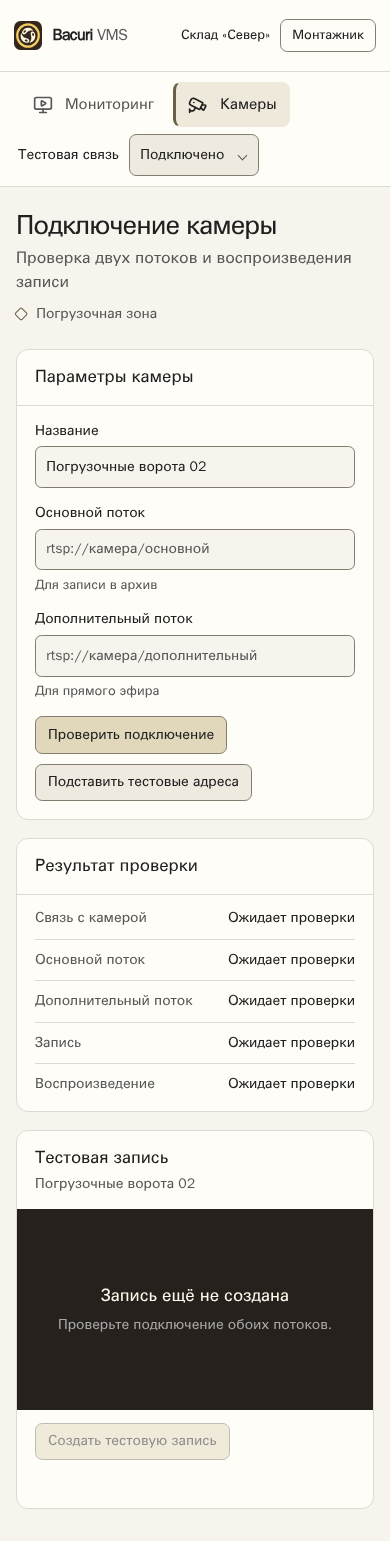 Bacuri VMS
Склад «Север»
Монтажник
Мониторинг
Камеры
Тестовая связь
Подключено
Подключение камеры
Проверка двух потоков и воспроизведения
записи
Погрузочная зона
Параметры камеры
Название
Погрузочные ворота 02
Основной поток
rtsp://камера/основной
Для записи в архив
Дополнительный поток
rtsp://камера/дополнительный
Для прямого эфира
Проверить подключение
Подставить тестовые адреса
Результат проверки
Связь с камерой Ожидает проверки
Основной поток Ожидает проверки
Дополнительный поток Ожидает проверки
Запись Ожидает проверки
Воспроизведение Ожидает проверки
Тестовая запись
Погрузочные ворота 02
Запись ещё не создана
Проверьте подключение обоих потоков.
Создать тестовую запись